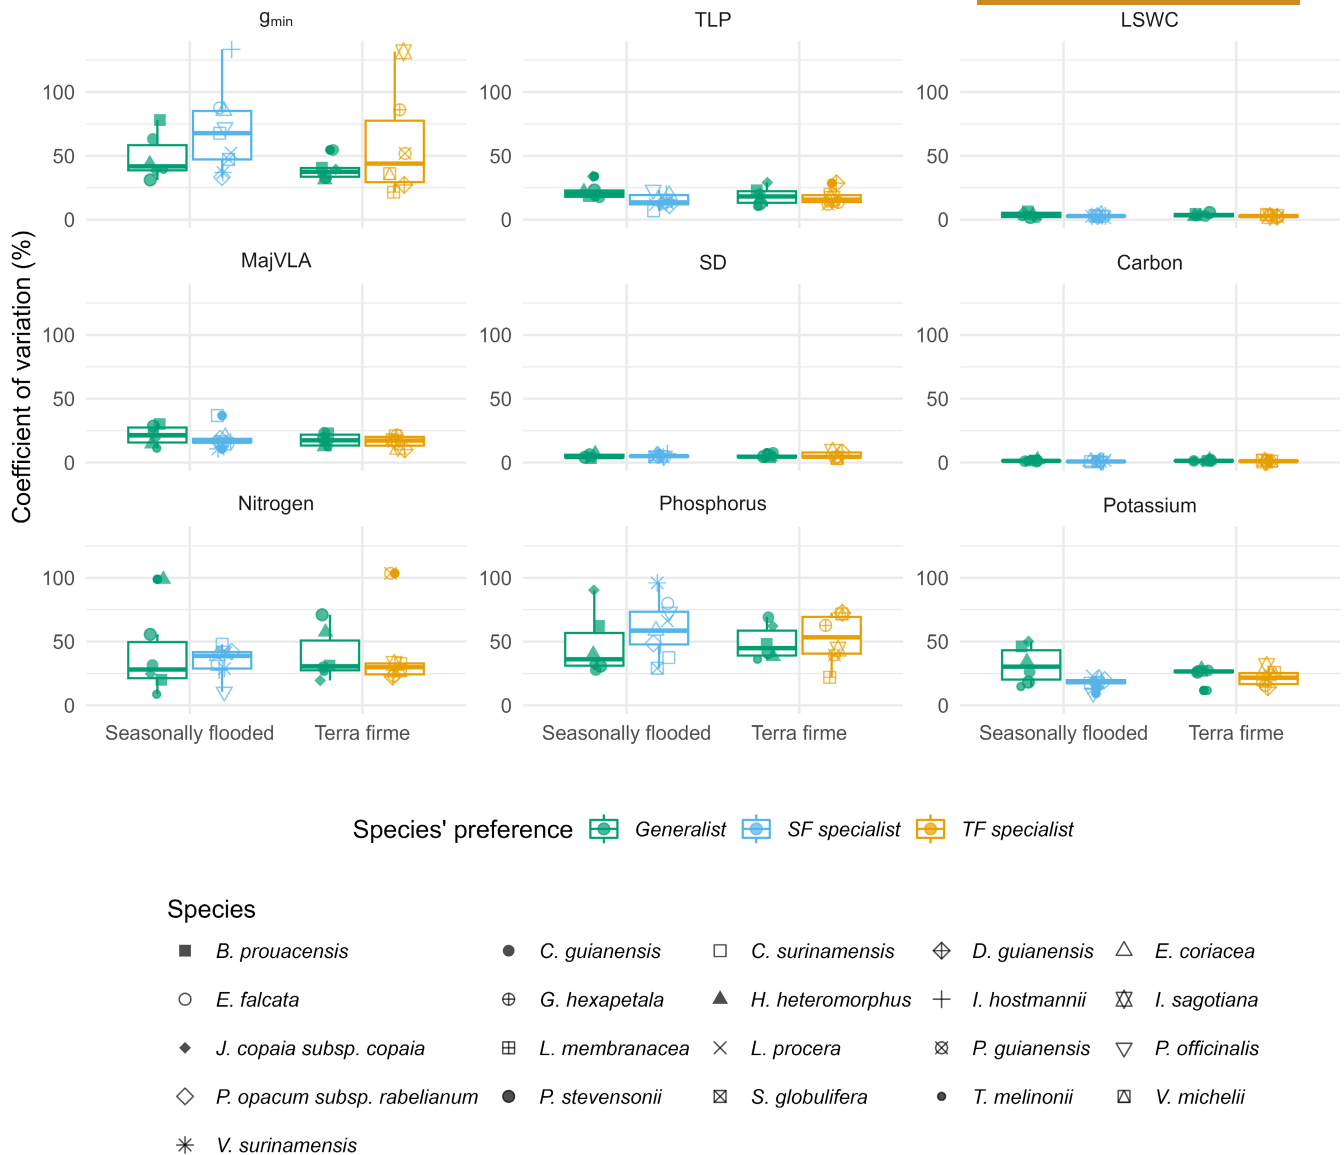 gmin TLP LSWC
100 100 100
50 50 50
0 0 0
MajVLA SD Carbon
Coefficient of variation (%)
100 100 100
50 50 50
0 0 0
Nitrogen Phosphorus Potassium
100 100 100
50 50 50
0 0 0
Seasonally flooded Terra firme Seasonally flooded Terra firme Seasonally flooded Terra firme
Species' preference Generalist SF specialist TF specialist
Species
B. prouacensis C. guianensis C. surinamensis D. guianensis E. coriacea
E. falcata G. hexapetala H. heteromorphus I. hostmannii I. sagotiana
J. copaia subsp. copaia L. membranacea L. procera P. guianensis P. officinalis
P. opacum subsp. rabelianum P. stevensonii S. globulifera T. melinonii V. michelii
V. surinamensis